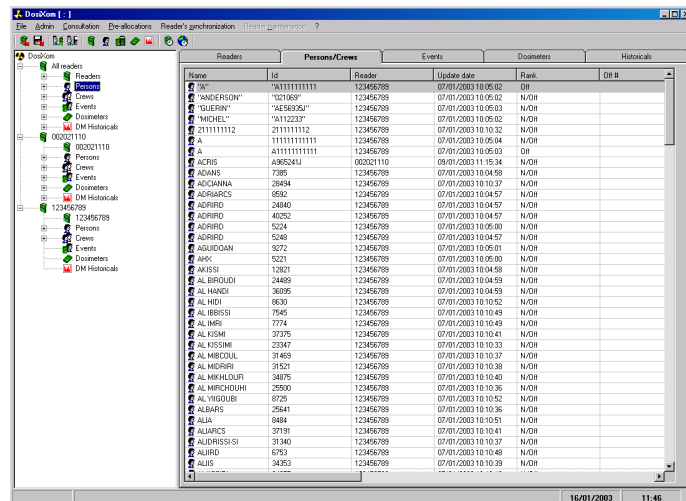 DosiXom [ : ]
File Admin Consultation Pre-allocations Reader's synchronization Reader maintenance ?
DosiXom
All readers
Readers
Persons
Crews
Events
Dosimeters
DM Historicals
002021110
002021110
Persons
Crews
Events
Dosimeters
DM Historicals
123456789
123456789
Persons
Crews
Events
Dosimeters
DM Historicals
Readers Persons/Crews Events Dosimeters Historicals
Name Id Reader Update date Rank Off #
"A" "A1111111111 123456789 07/01/2003 10:05:02 Off
"ANDERSON" "021069" 123456789 07/01/2003 10:05:02 N/Off
"GUERIN" "AE56935J" 123456789 07/01/2003 10:05:03 N/Off
"MICHEL" "A112233" 123456789 07/01/2003 10:05:02 N/Off
2111111112 2111111112 123456789 07/01/2003 10:10:32 N/Off
A 111111111111 123456789 07/01/2003 10:05:04 N/Off
A A11111111111 123456789 07/01/2003 10:05:03 Off
ACRIS A965241J 002021110 09/01/2003 11:15:34 N/Off
ADANS 7385 123456789 07/01/2003 10:04:58 N/Off
ADCIANNA 28494 123456789 07/01/2003 10:10:37 N/Off
ADRIARCS 8592 123456789 07/01/2003 10:04:57 N/Off
ADRIRD 24840 123456789 07/01/2003 10:04:57 N/Off
ADRIRD 40252 123456789 07/01/2003 10:04:57 N/Off
ADRIRD 5224 123456789 07/01/2003 10:05:00 N/Off
ADRIRD 5248 123456789 07/01/2003 10:04:57 N/Off
AGUIDOAN 9272 123456789 07/01/2003 10:05:01 N/Off
AHX 5221 123456789 07/01/2003 10:05:00 N/Off
AKISSI 12821 123456789 07/01/2003 10:04:58 N/Off
AL BIROUDI 24489 123456789 07/01/2003 10:04:59 N/Off
AL HANDI 36095 123456789 07/01/2003 10:04:59 N/Off
AL HIDI 8630 123456789 07/01/2003 10:10:52 N/Off
AL IBBISSI 7545 123456789 07/01/2003 10:10:49 N/Off
AL IMRI 7774 123456789 07/01/2003 10:10:49 N/Off
AL KISMI 37375 123456789 07/01/2003 10:10:41 N/Off
AL KISSIMI 23347 123456789 07/01/2003 10:10:33 N/Off
AL MIBCOUL 31469 123456789 07/01/2003 10:10:37 N/Off
AL MIDRIRI 31521 123456789 07/01/2003 10:10:38 N/Off
AL MIKHLOUFI 34875 123456789 07/01/2003 10:10:40 N/Off
AL MIRCHOUHI 25500 123456789 07/01/2003 10:10:36 N/Off
AL YIIGOUBI 8725 123456789 07/01/2003 10:10:52 N/Off
ALBARS 25641 123456789 07/01/2003 10:10:36 N/Off
ALIA 8484 123456789 07/01/2003 10:10:51 N/Off
ALIARCS 37191 123456789 07/01/2003 10:10:41 N/Off
ALIDRISSI-SI 31340 123456789 07/01/2003 10:10:37 N/Off
ALIIRD 6753 123456789 07/01/2003 10:10:48 N/Off
ALIIS 34353 123456789 07/01/2003 10:10:39 N/Off
16/01/2003 11:46